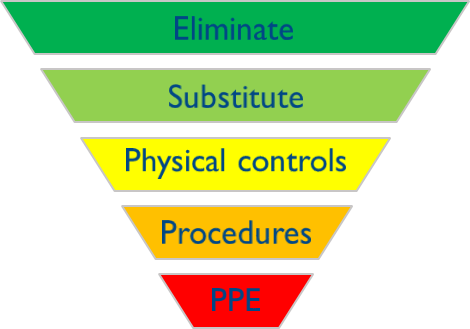 Eliminate
Substitute
Physical controls
Procedures
PPE